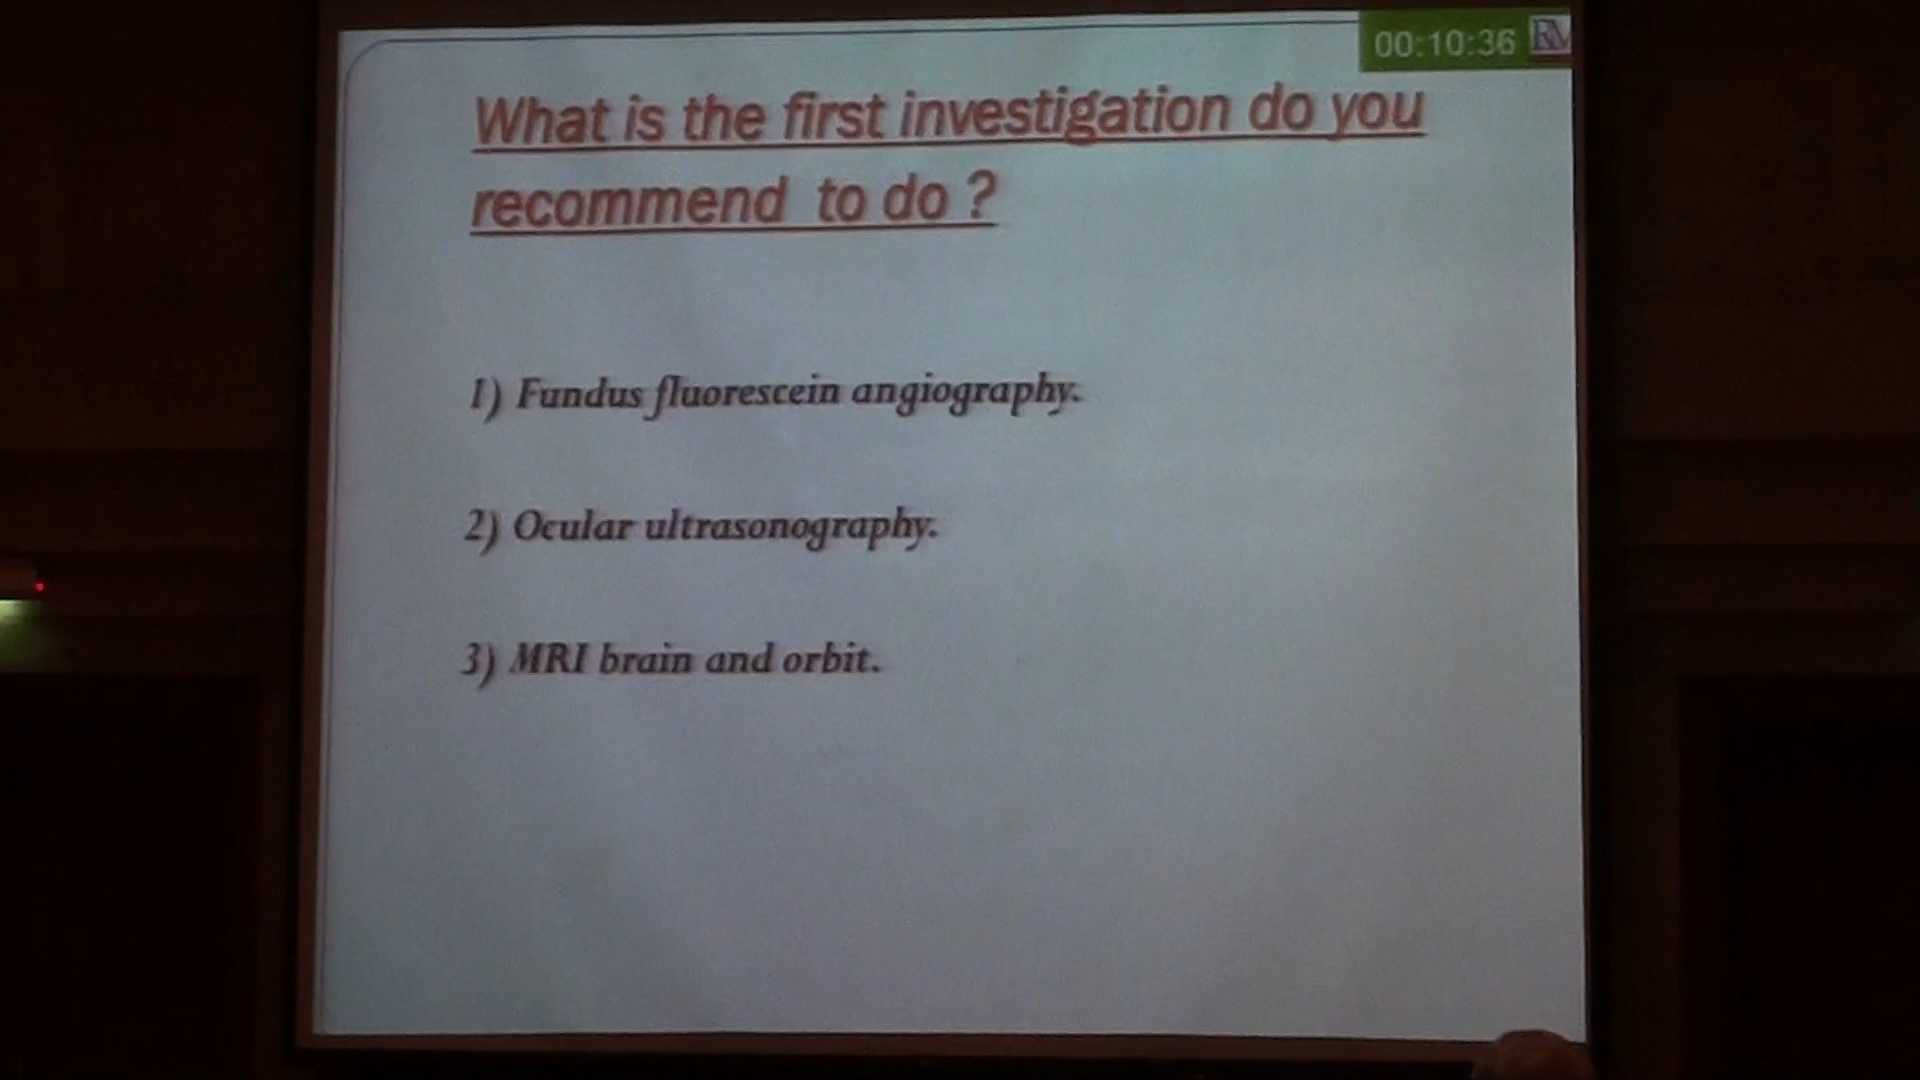 00:10:36
What is the first investigation do you
recommend to do ?
1) Fundus fluorescein angiography.
2) Ocular ultrasonography.
3) MRI brain and orbit.